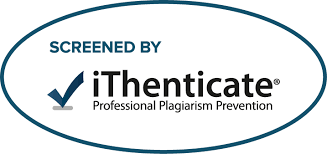 SCREENED BY
iThenticate®
Professional Plagiarism Prevention